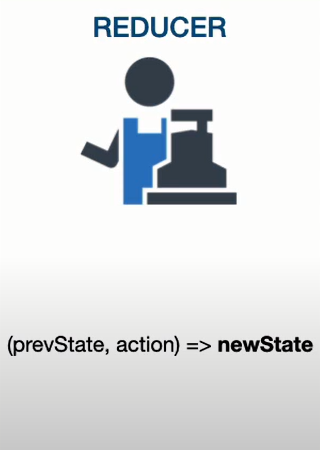 REDUCER
(prevState, action) => newState